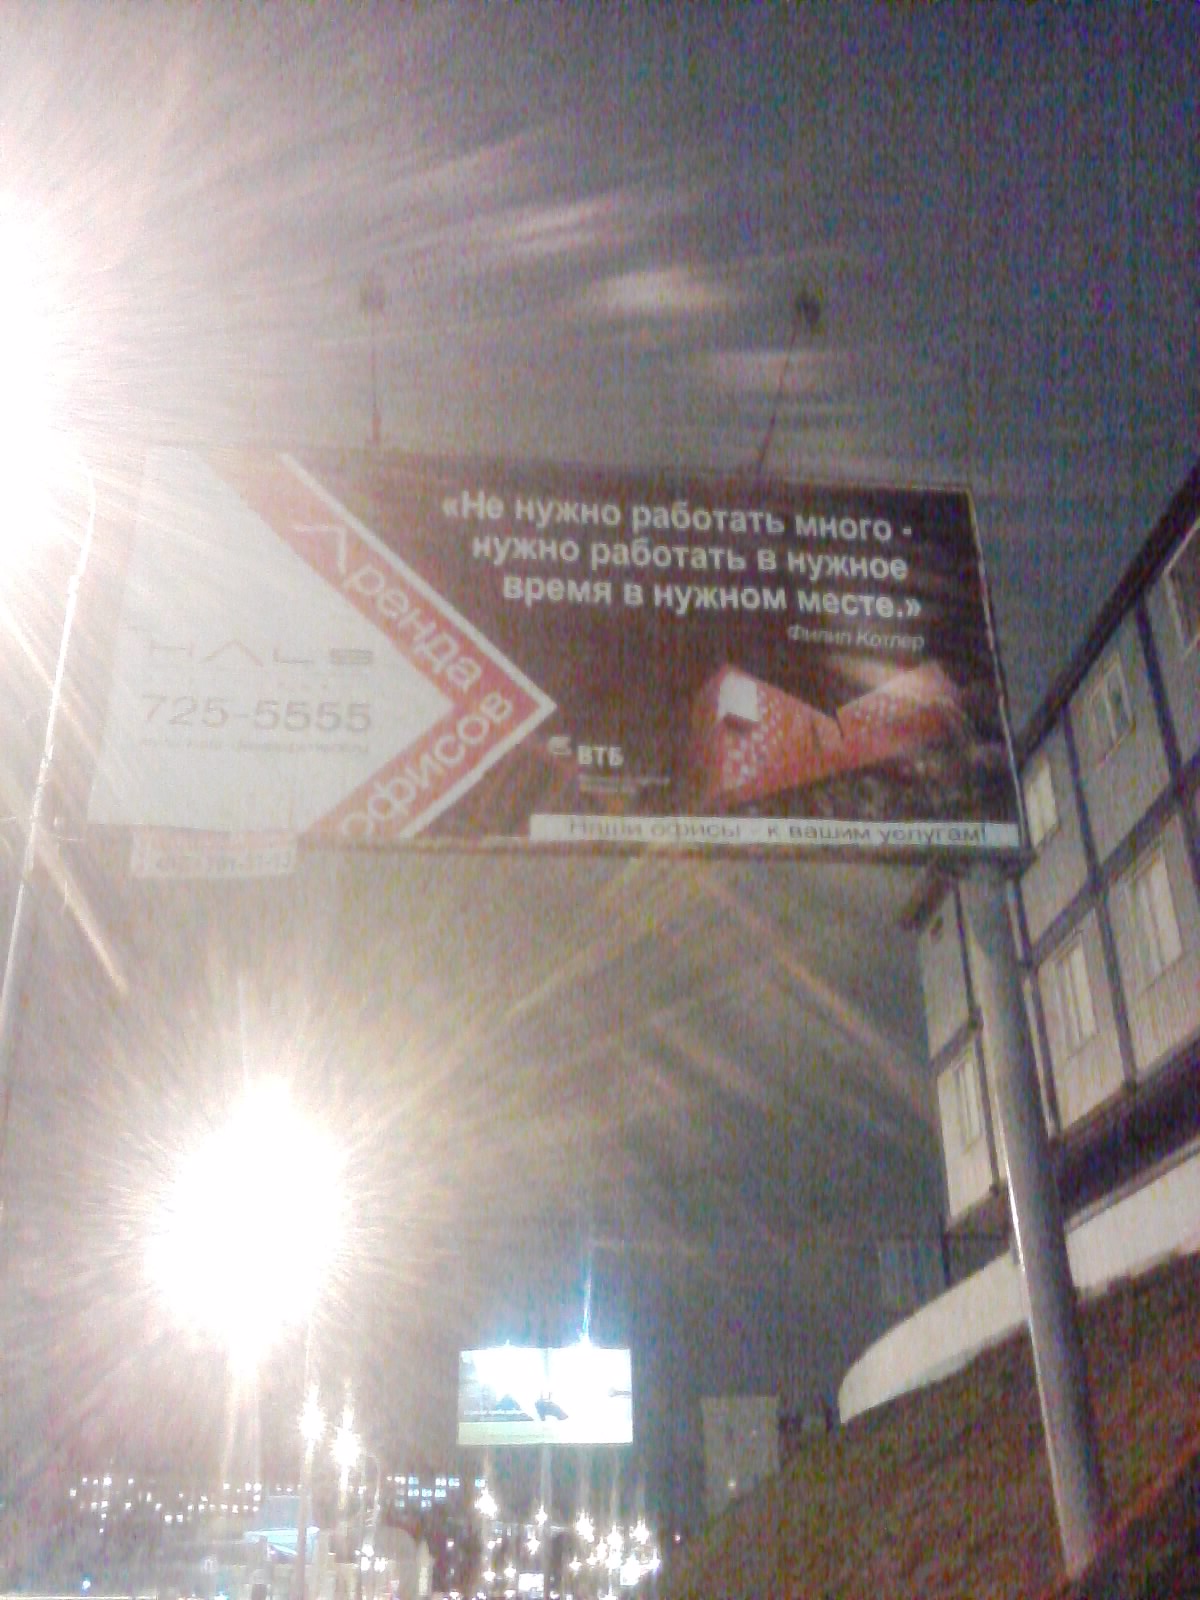 «Не нужно работать много -
нужно работать в нужное
время в нужном месте.»
Филип Котлер
Аренда
офисов в
HALS
725-5555
ВТБ
Наши офисы - к вашим услугам!